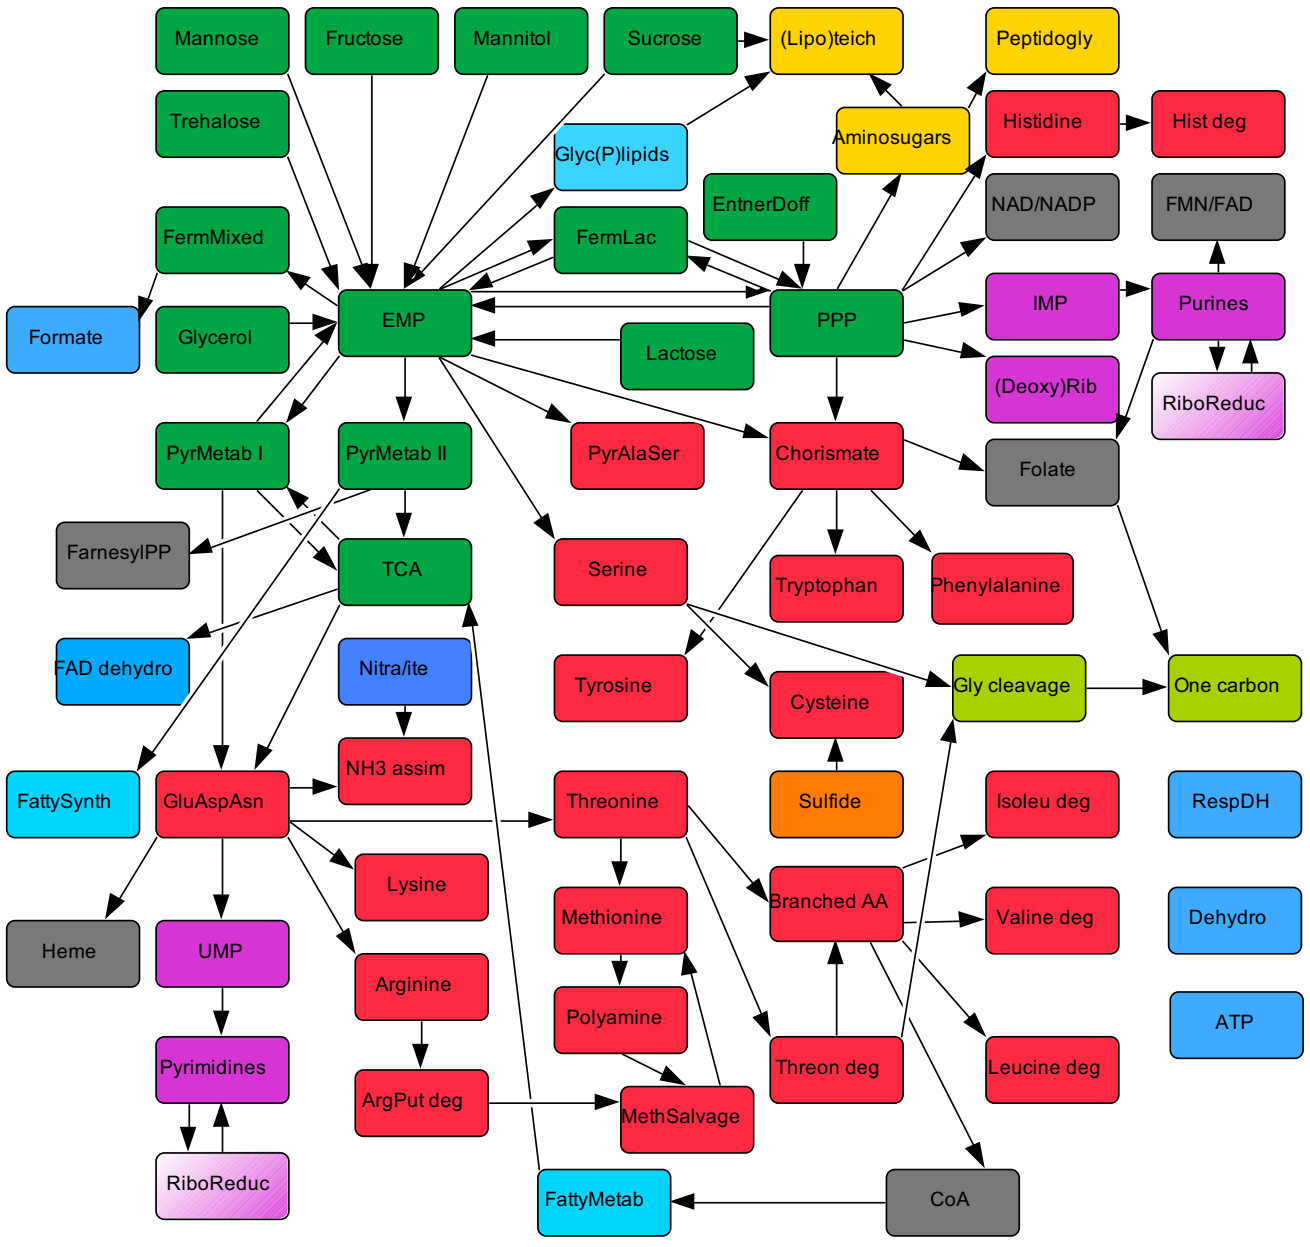 Mannose
Fructose
Mannitol
Sucrose
(Lipo)teich
Peptidogly
Trehalose
Glyc(P)lipids
Aminosugars
Histidine
Hist deg
EntnerDoff
NAD/NADP
FMN/FAD
FermMixed
FermLac
Formate
Glycerol
EMP
Lactose
PPP
IMP
Purines
(Deoxy)Rib
RiboReduc
PyrMetab I
PyrMetab II
PyrAlaSer
Chorismate
Folate
FarnesylPP
TCA
Serine
Tryptophan
Phenylalanine
FAD dehydro
Nitra/ite
Tyrosine
Cysteine
Gly cleavage
One carbon
FattySynth
GluAspAsn
NH3 assim
Threonine
Sulfide
Isoleu deg
RespDH
Lysine
Methionine
Branched AA
Valine deg
Dehydro
Heme
UMP
Arginine
Polyamine
ATP
Pyrimidines
ArgPut deg
MethSalvage
Threon deg
Leucine deg
RiboReduc
FattyMetab
CoA